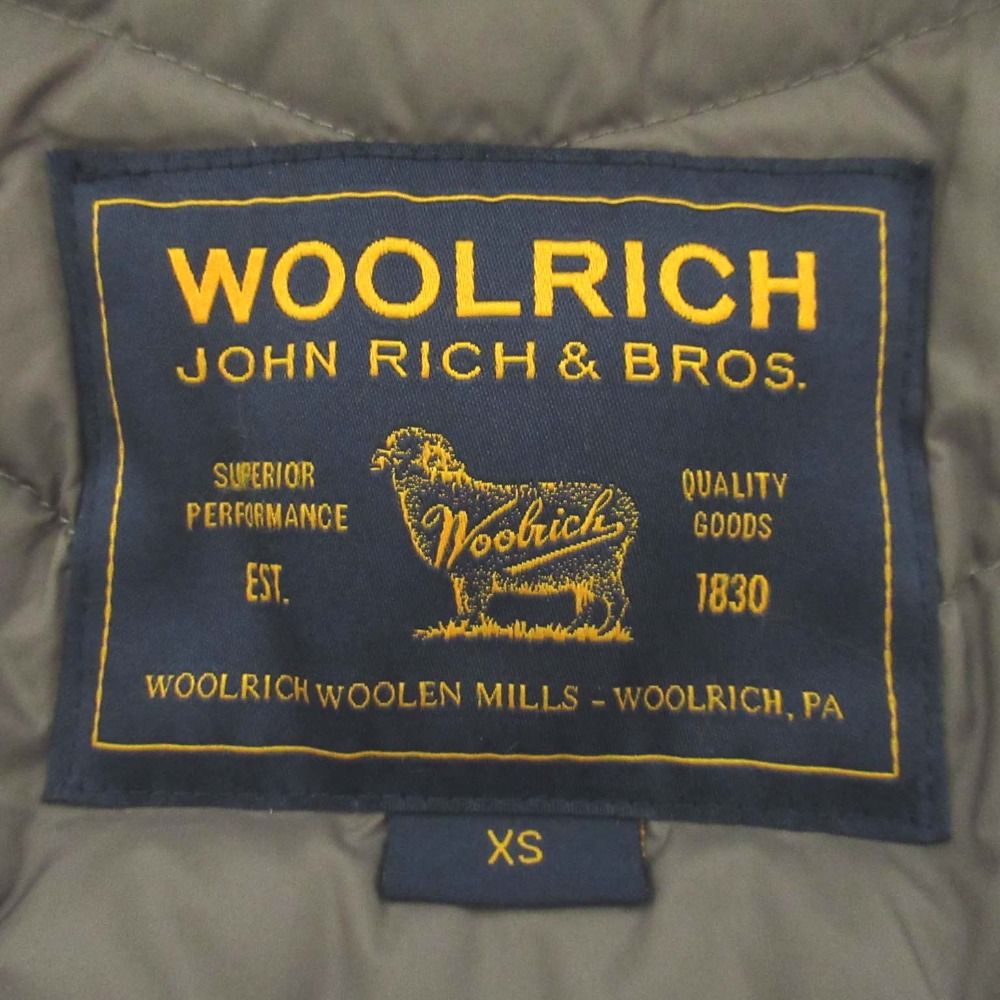 WOOLRICH
JOHN RICH & BROS.
SUPERIOR
PERFORMANCE
EST.
Woolrich
QUALITY
GOODS
1830
WOOLRICH WOOLEN MILLS - WOOLRICH, PA
XS